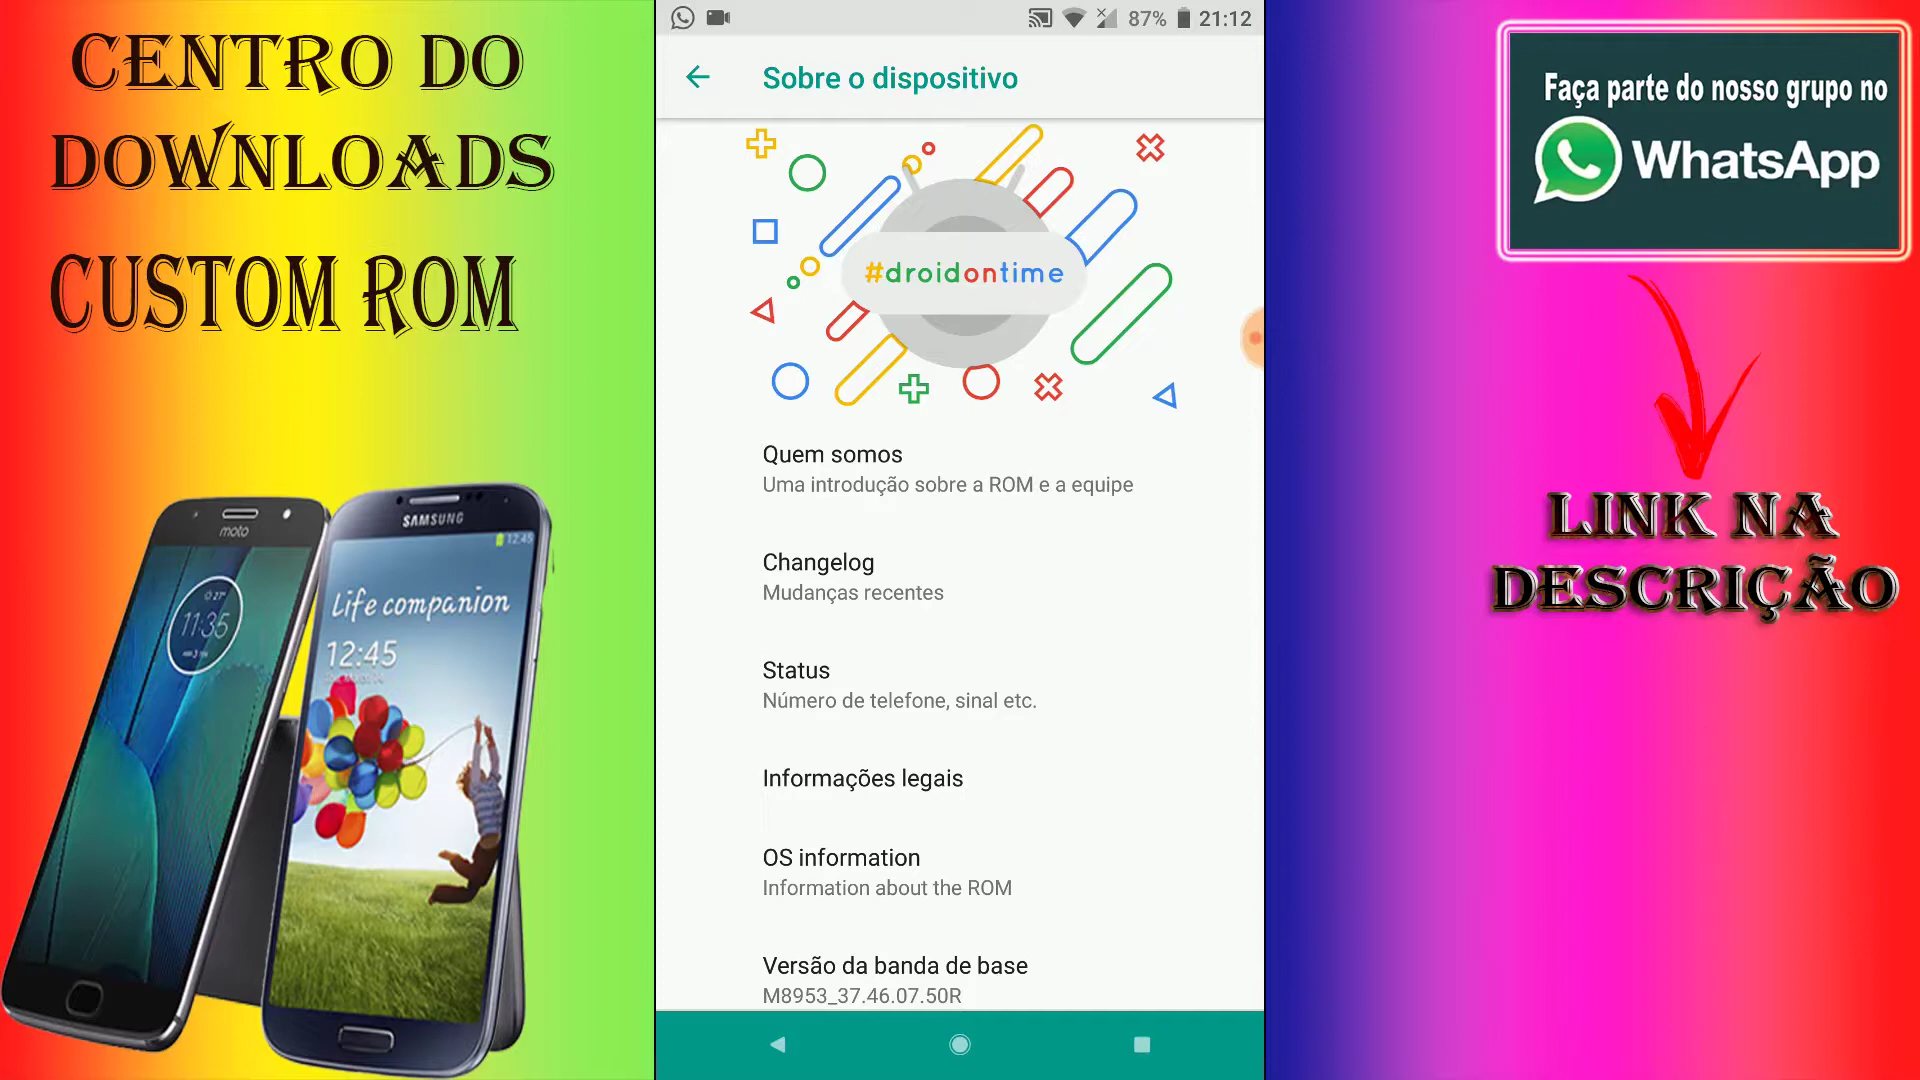 CENTRO DO
DOWNLOADS
CUSTOM ROM
moto
27°
11:35
SAMSUNG
12:45
Life companion
12:45
87% 21:12
Sobre o dispositivo
#droidontime
Quem somos
Uma introdução sobre a ROM e a equipe
Changelog
Mudanças recentes
Status
Número de telefone, sinal etc.
Informações legais
OS information
Information about the ROM
Versão da banda de base
M8953_37.46.07.50R
Faça parte do nosso grupo no
WhatsApp
LINK NA
DESCRIÇÃO